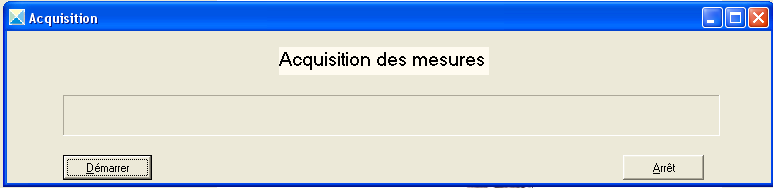 Acquisition
Acquisition des mesures
Démarrer
Arrêt